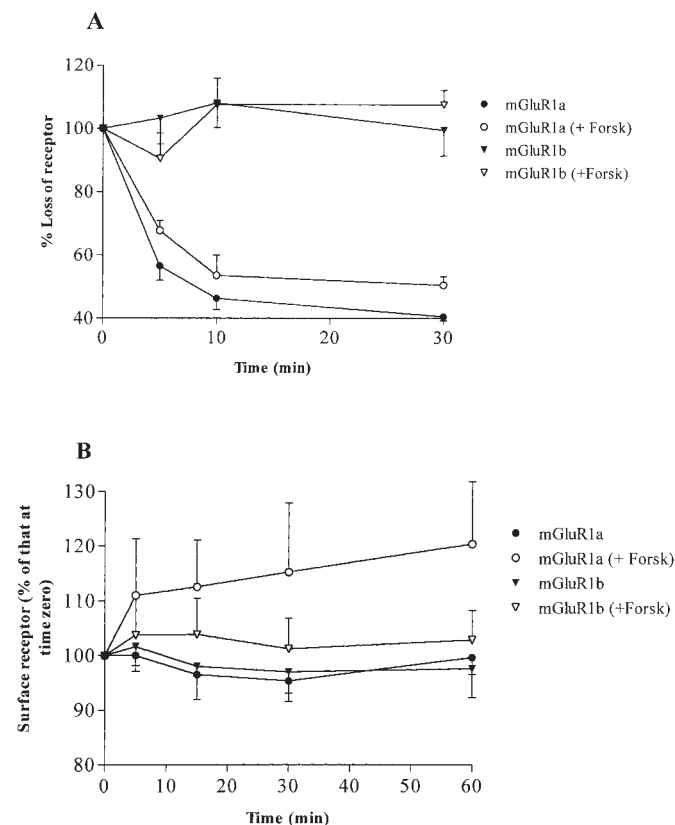 A
% Loss of receptor
120
100
80
60
40
0
10
20
30
Time (min)
mGluR1a
mGluR1a (+ Forsk)
mGluR1b
mGluR1b (+Forsk)
B
Surface receptor (% of that at
time zero)
130
120
110
100
90
80
0
10
20
30
40
50
60
Time (min)
mGluR1a
mGluR1a (+ Forsk)
mGluR1b
mGluR1b (+Forsk)